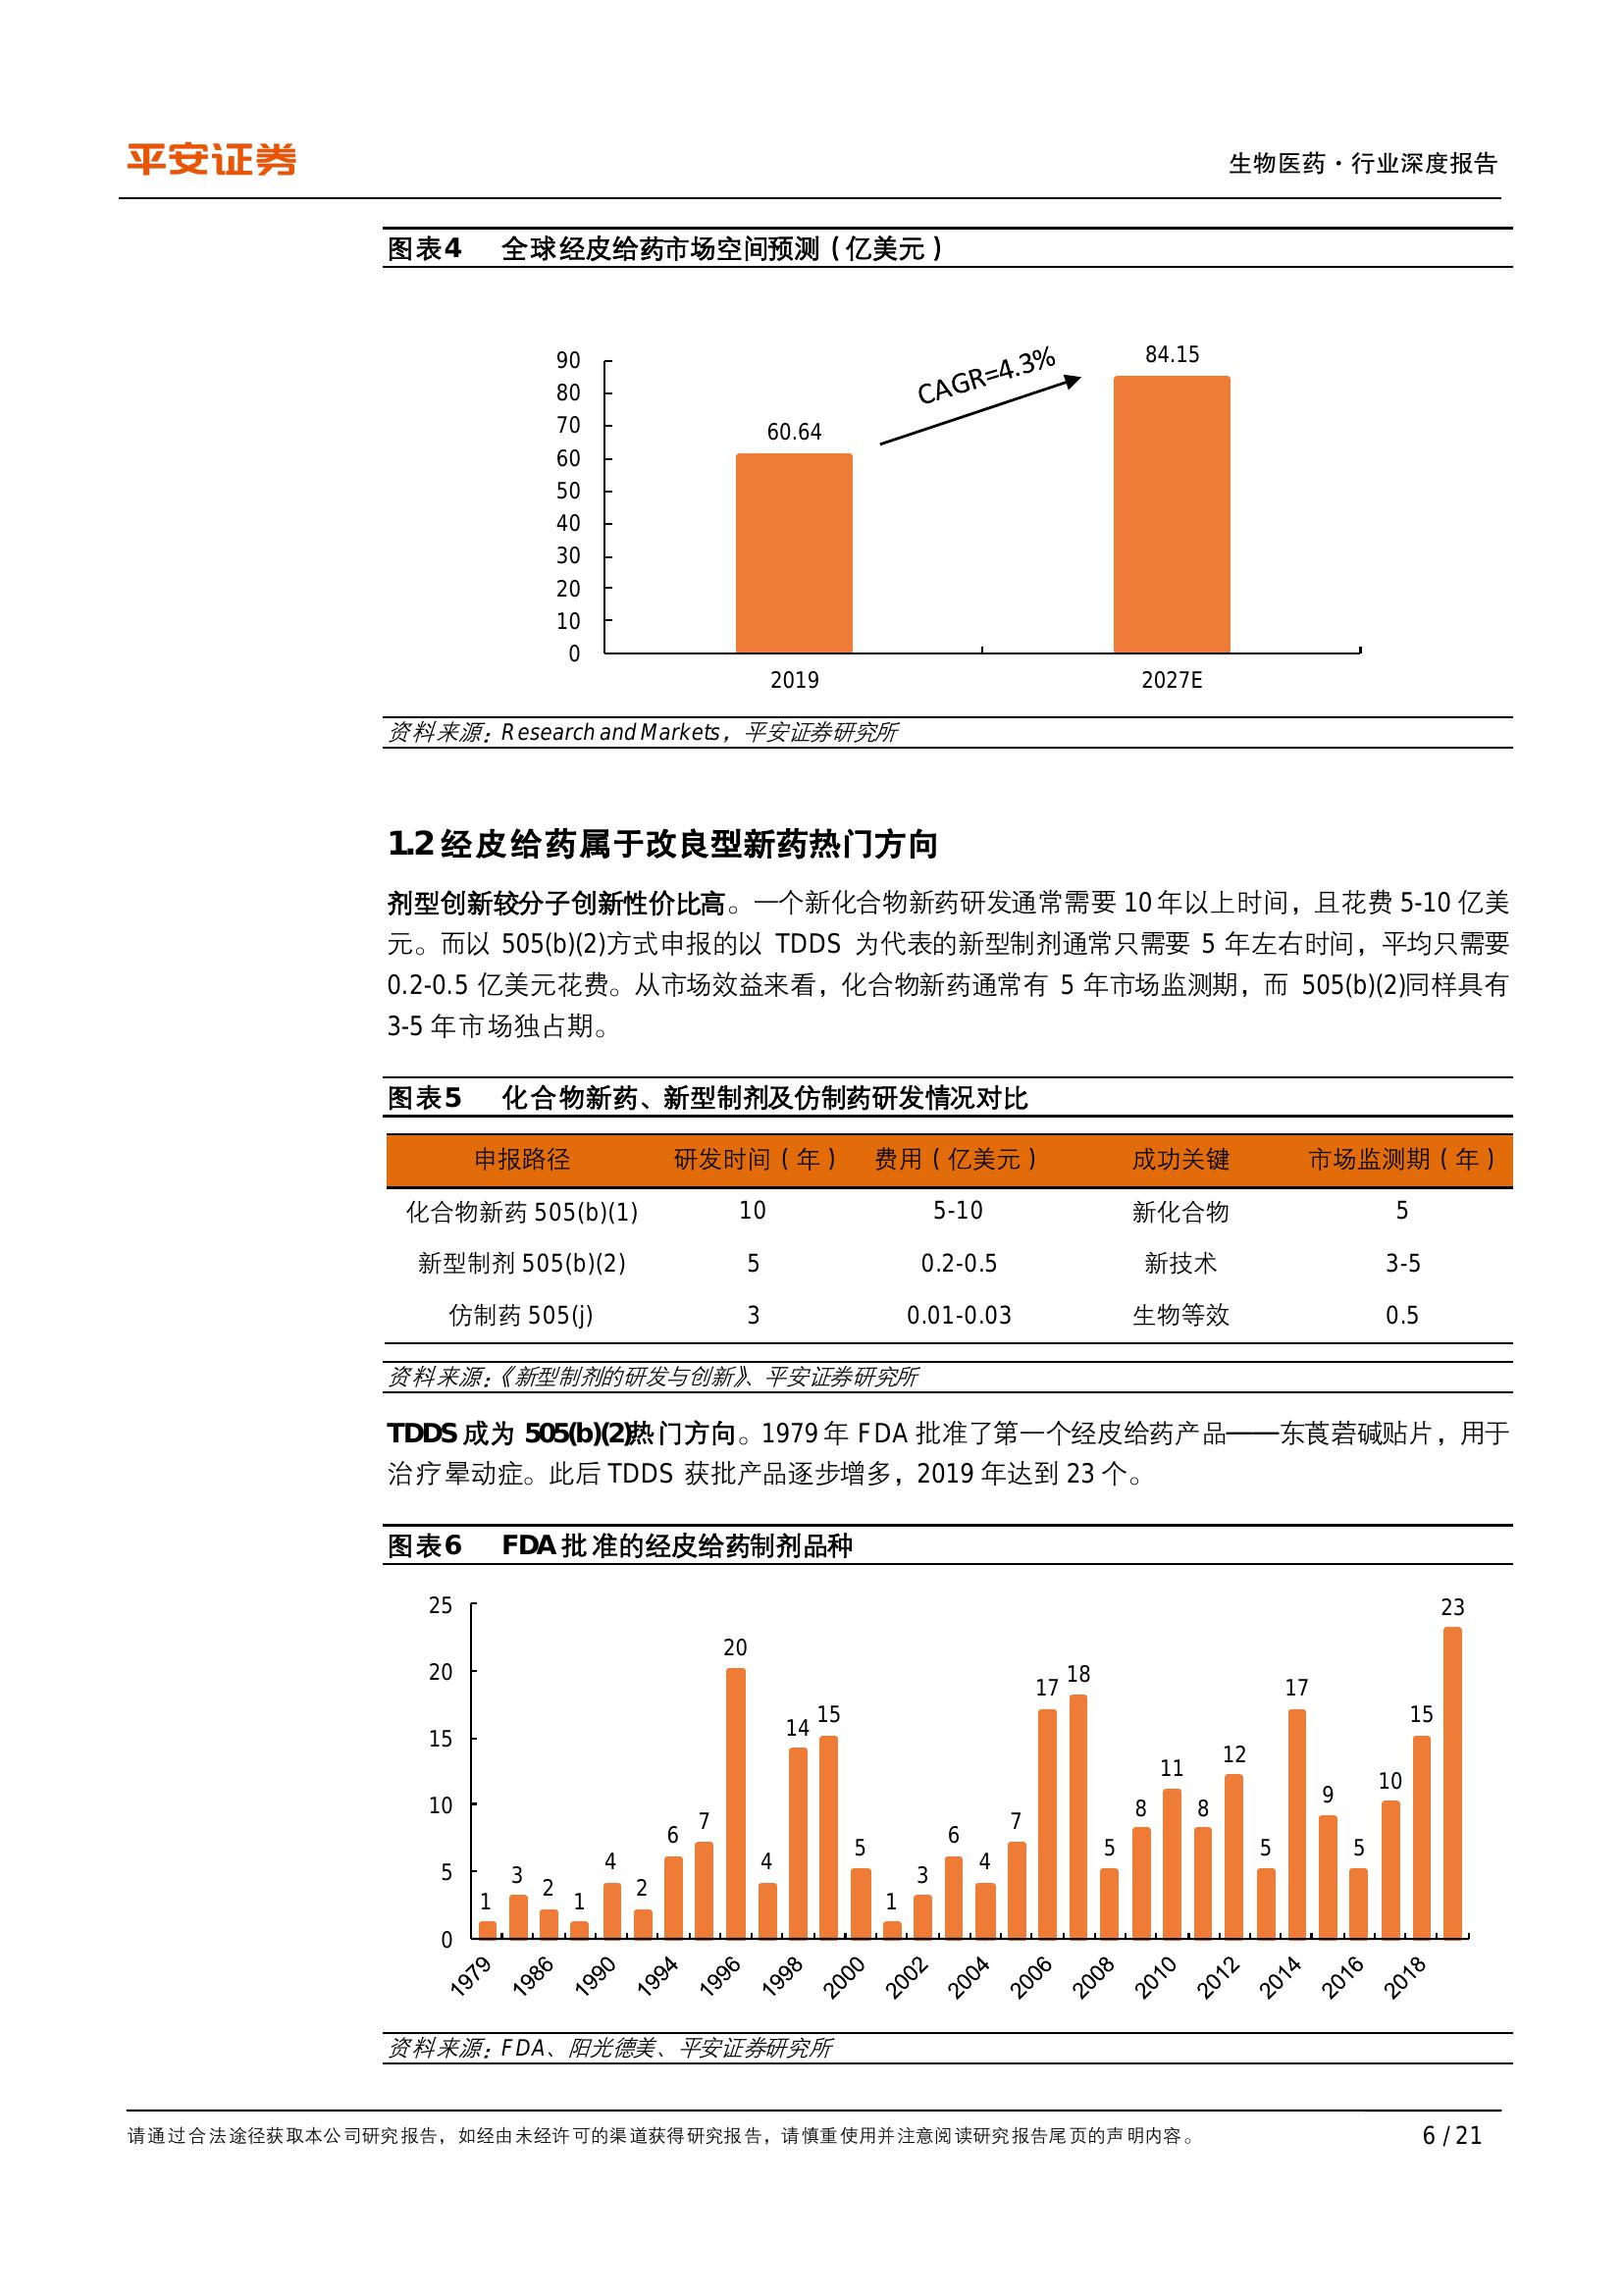 平安证券
生物医药·行业深度报告
图表4 全球经皮给药市场空间预测（亿美元）
90
80
70
60
50
40
30
20
10
0
60.64
CAGR=4.3%
84.15
2019 2027E
资料来源：Research and Markets，平安证券研究所
1.2 经皮给药属于改良型新药热门方向
剂型创新较分子创新性价比高。一个新化合物新药研发通常需要 10 年以上时间，且花费 5-10 亿美
元。而以 505(b)(2)方式申报的以 TDDS 为代表的新型制剂通常只需要 5 年左右时间，平均只需要
0.2-0.5 亿美元花费。从市场效益来看，化合物新药通常有 5 年市场监测期，而 505(b)(2)同样具有
3-5 年市场独占期。
图表5 化合物新药、新型制剂及仿制药研发情况对比
申报路径 研发时间（年） 费用（亿美元） 成功关键 市场监测期（年）
化合物新药 505(b)(1) 10 5-10 新化合物 5
新型制剂 505(b)(2) 5 0.2-0.5 新技术 3-5
仿制药 505(j) 3 0.01-0.03 生物等效 0.5
资料来源：《新型制剂的研发与创新》、平安证券研究所
TDDS 成为 505(b)(2)热门方向。1979 年 FDA 批准了第一个经皮给药产品——东莨菪碱贴片，用于
治疗晕动症。此后 TDDS 获批产品逐步增多，2019 年达到 23 个。
图表6 FDA 批准的经皮给药制剂品种
25
20
15
10
5
0
1 3 2 1 4 2 6 7 20 4 14 15 5 1 3 6 4 7 17 18 5 8 11 8 12 5 17 9 5 10 15 23
1979 1986 1990 1994 1996 1998 2000 2002 2004 2006 2008 2010 2012 2014 2016 2018
资料来源：FDA、阳光德美、平安证券研究所
请通过合法途径获取本公司研究报告，如经由未经许可的渠道获得研究报告，请慎重使用并注意阅读研究报告尾页的声明内容。
6 / 21